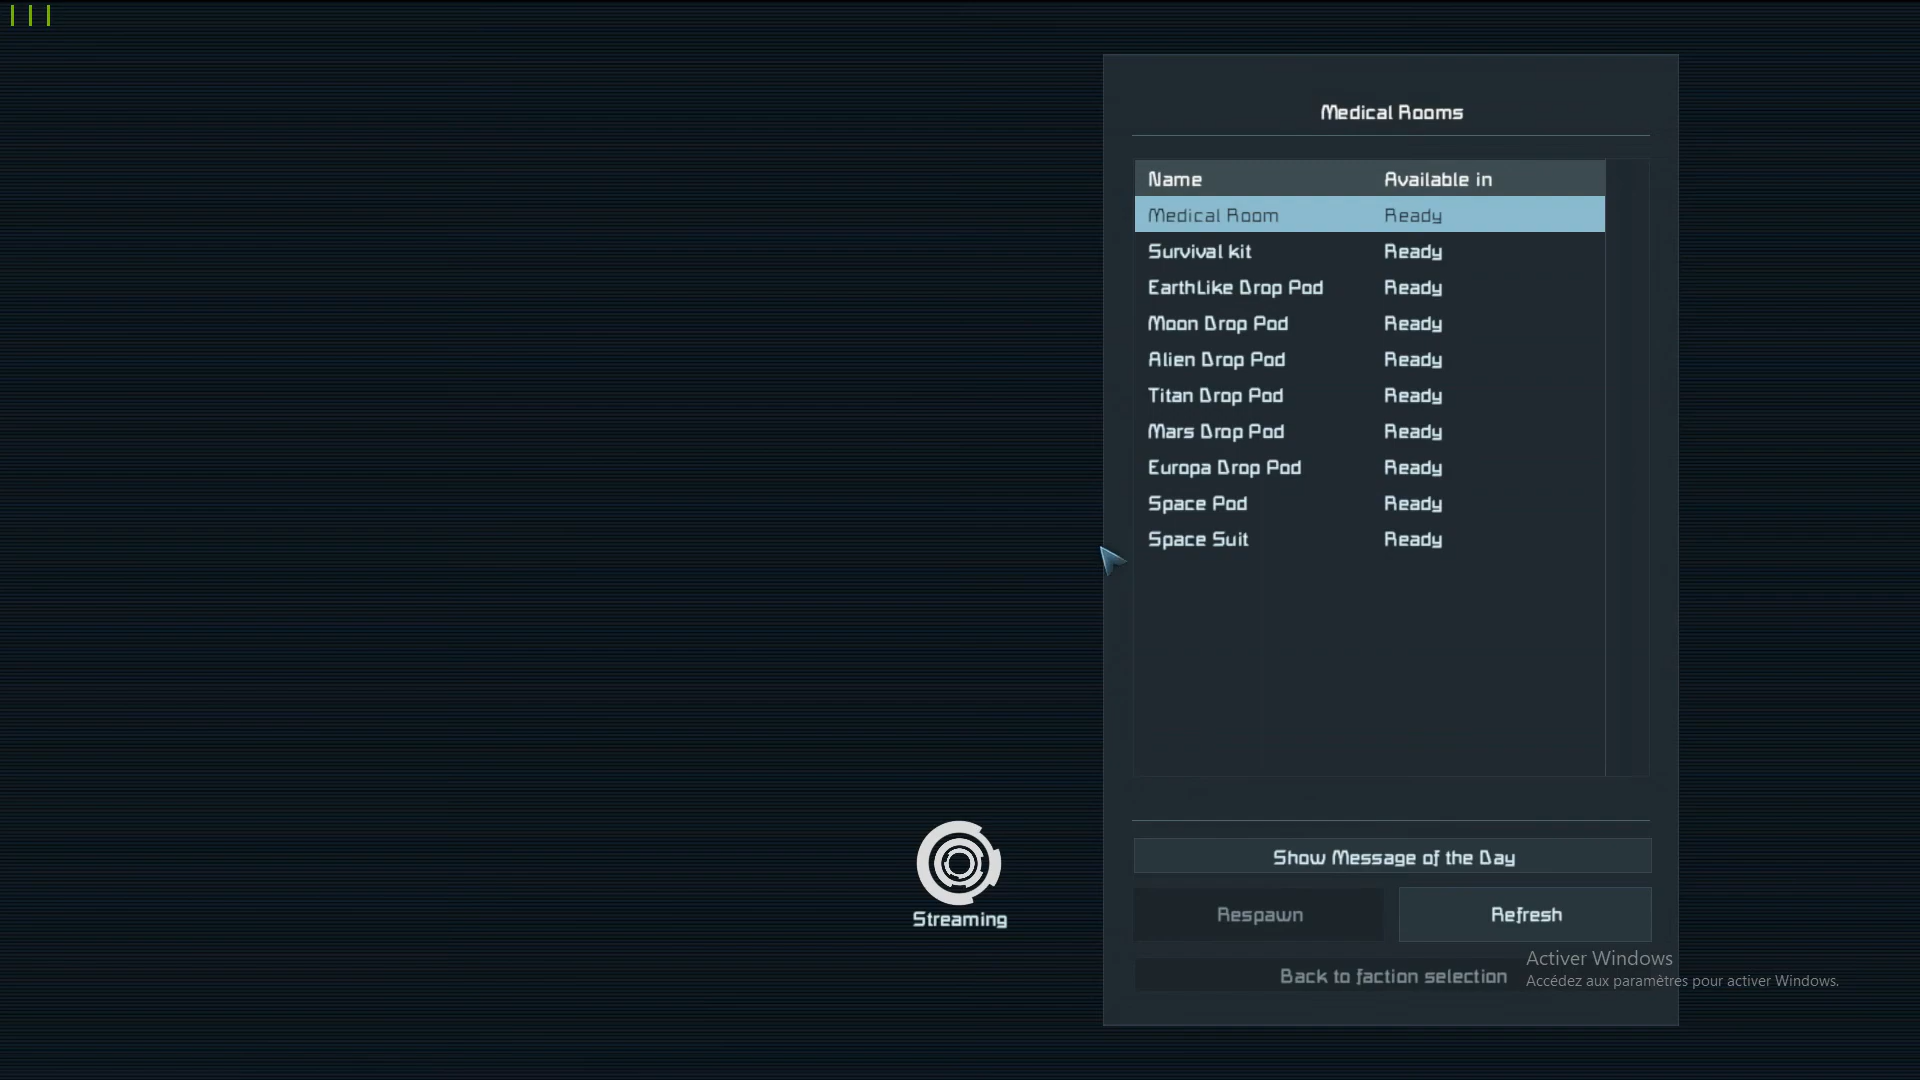 Medical Rooms
Name Available in
Medical Room Ready
Survival kit Ready
EarthLike Drop Pod Ready
Moon Drop Pod Ready
Alien Drop Pod Ready
Titan Drop Pod Ready
Mars Drop Pod Ready
Europa Drop Pod Ready
Space Pod Ready
Space Suit Ready
Show Message of the Day
Streaming
Respawn Refresh
Activer Windows
Back to faction selection
Accédez aux paramètres pour activer Windows.